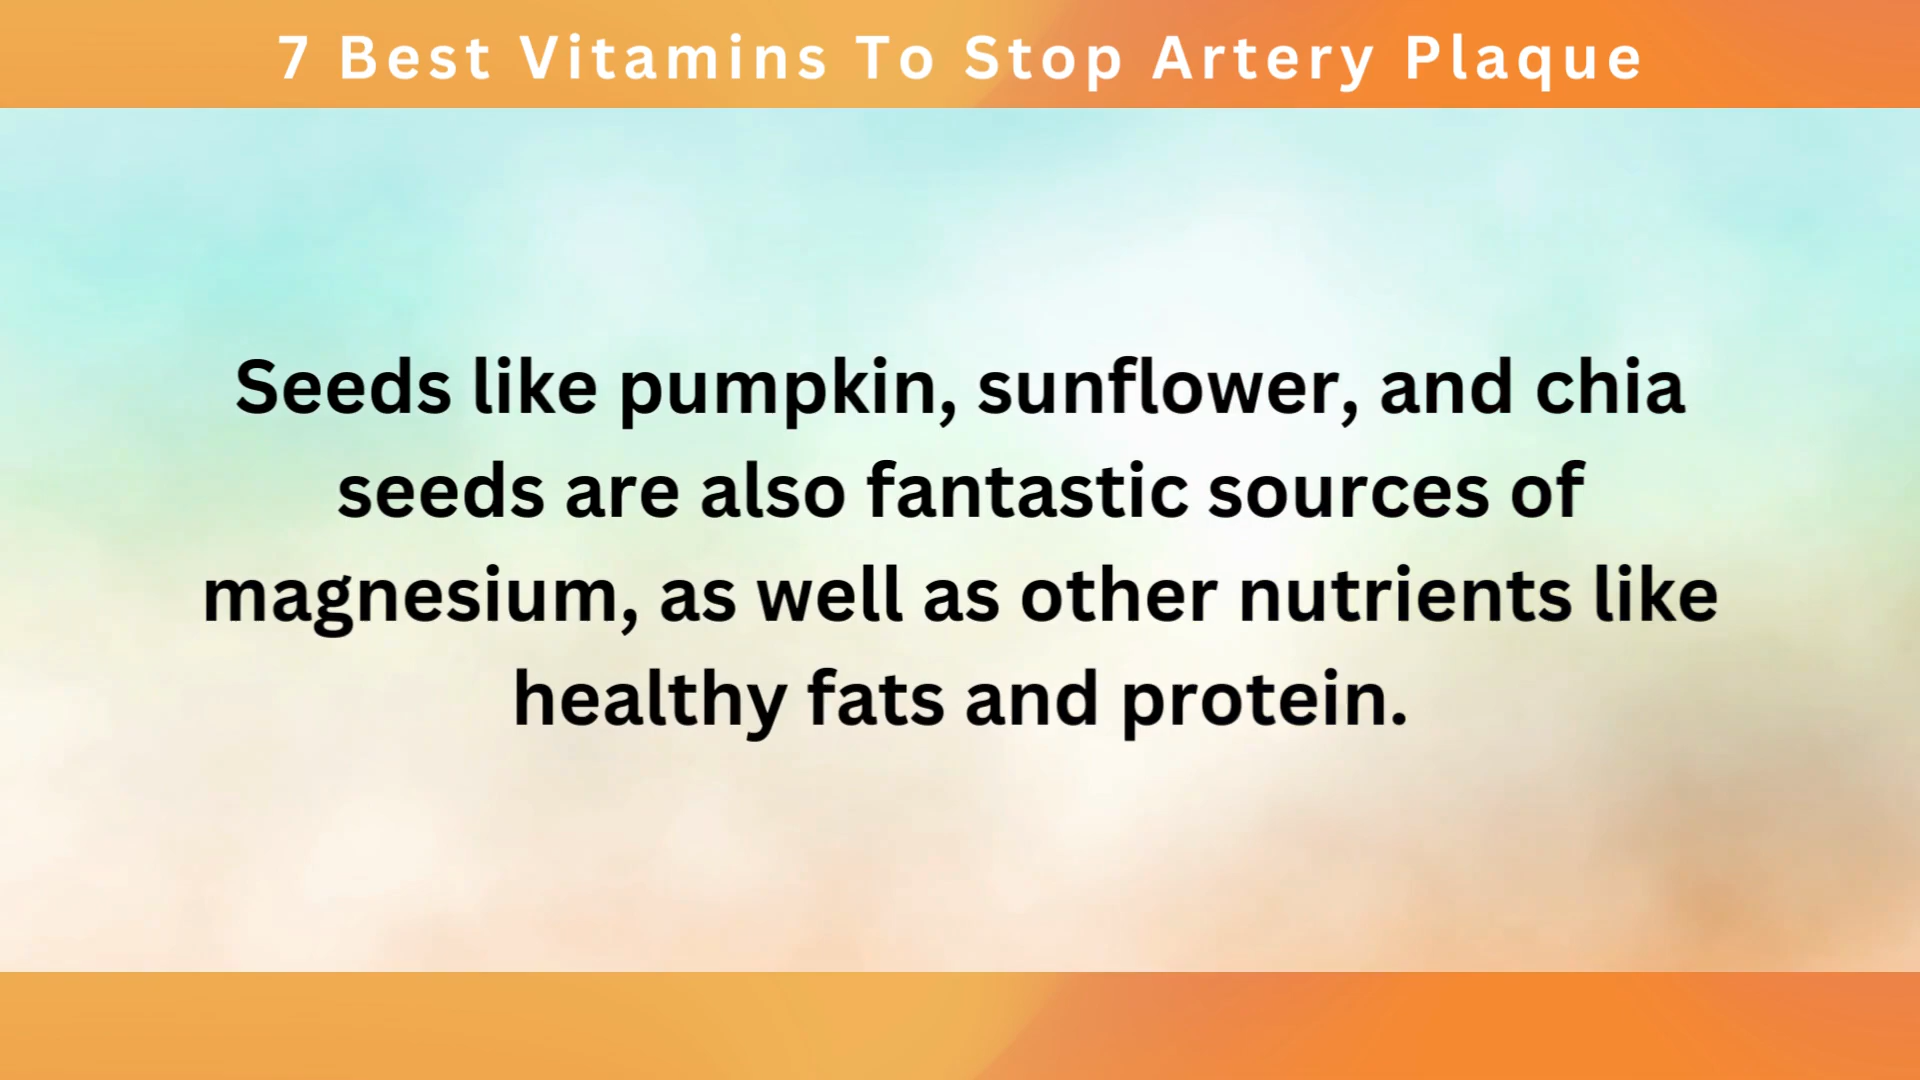 7 Best Vitamins To Stop Artery Plaque
Seeds like pumpkin, sunflower, and chia
seeds are also fantastic sources of
magnesium, as well as other nutrients like
healthy fats and protein.